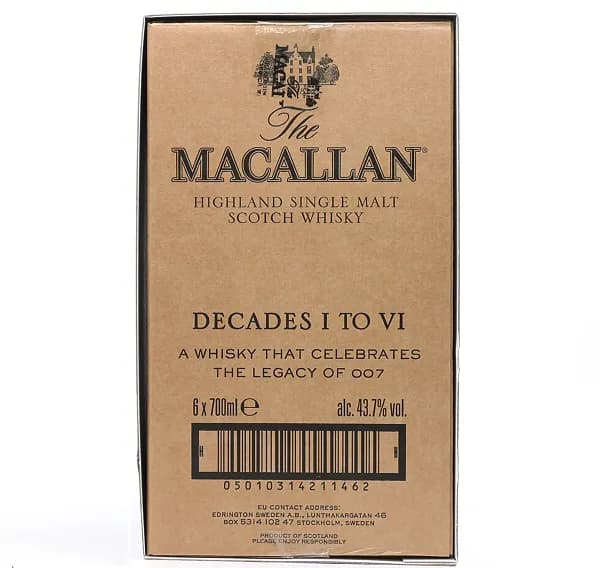 The
MACALLAN®
HIGHLAND SINGLE MALT
SCOTCH WHISKY
DECADES I TO VI
A WHISKY THAT CELEBRATES
THE LEGACY OF 007
6 x 700ml ℮ alc. 43.7% vol.
H H
05010314211462
EU CONTACT ADDRESS:
EDRINGTON SWEDEN A.B., LUNTHAKARGATAN 46
BOX 5314 102 47 STOCKHOLM, SWEDEN
PRODUCT OF SCOTLAND
PLEASE ENJOY RESPONSIBLY